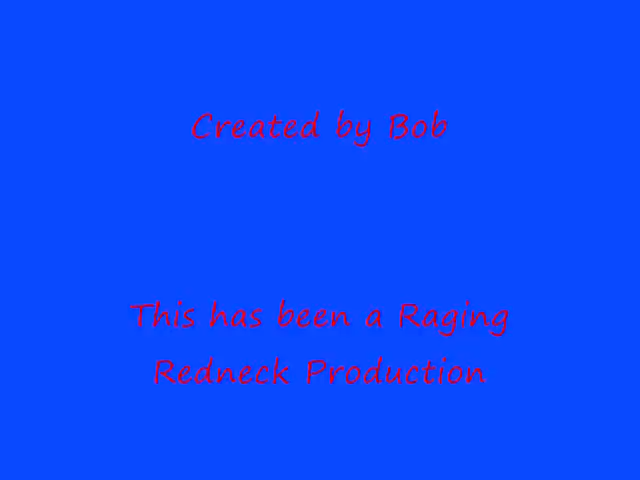 Created by Bob
This has been a Raging
Redneck Production